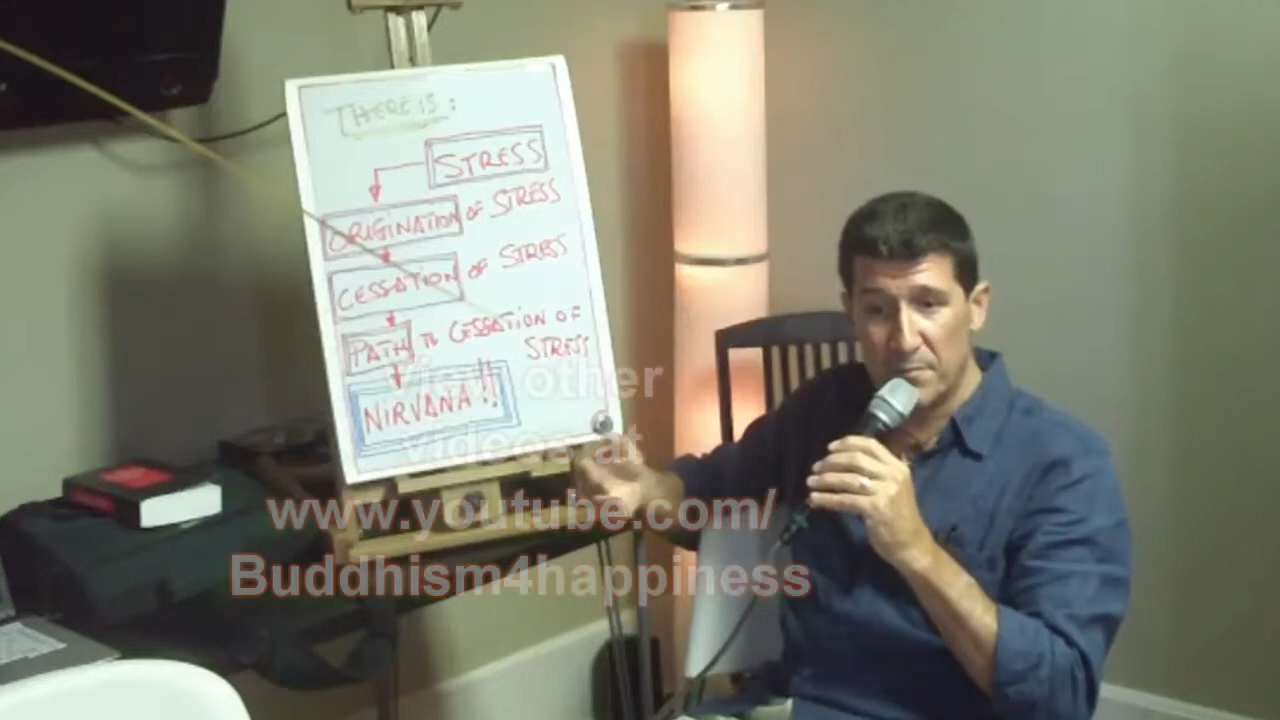 THERE IS :
STRESS
ORIGINATION OF STRESS
CESSATION OF STRESS
PATH TO CESSATION OF
STRESS
NIRVANA!!
view other
videos at
www.youtube.com/
Buddhism4happiness